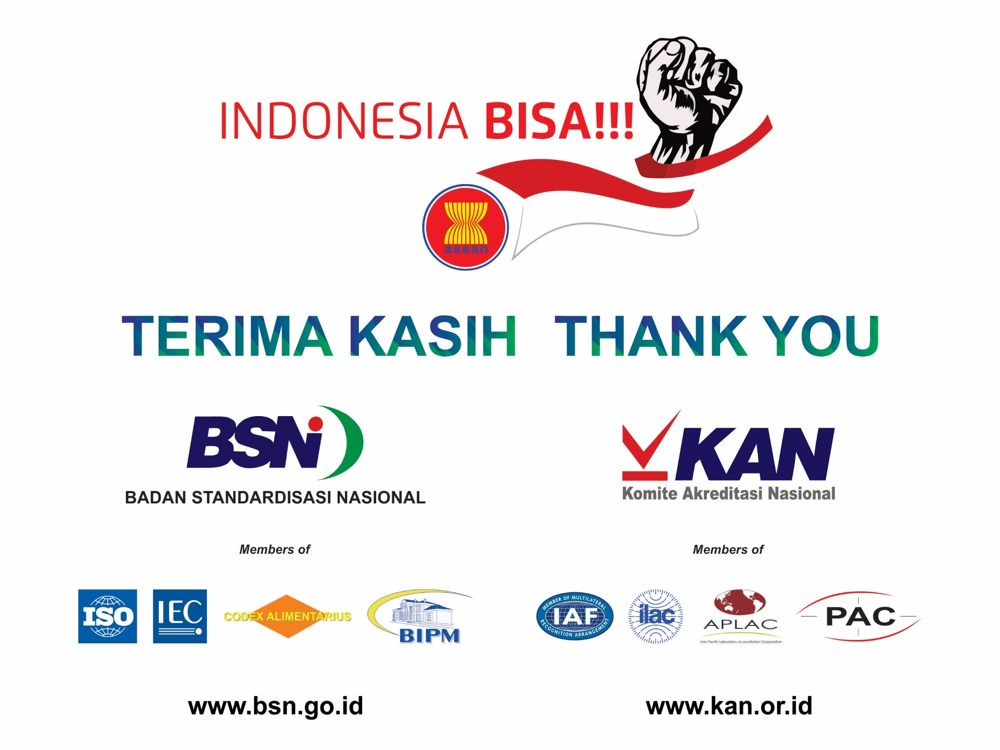 INDONESIA BISA!!!
asean
TERIMA KASIH THANK YOU
BSN
BADAN STANDARDISASI NASIONAL
KAN
Komite Akreditasi Nasional
Members of
Members of
ISO
IEC
CODEX ALIMENTARIUS
BIPM
MEMBER OF MULTILATERAL
IAF
RECOGNITION ARRANGEMENT
ilac
APLAC
Asia Pacific Laboratory Accreditation Cooperation
PAC
www.bsn.go.id
www.kan.or.id